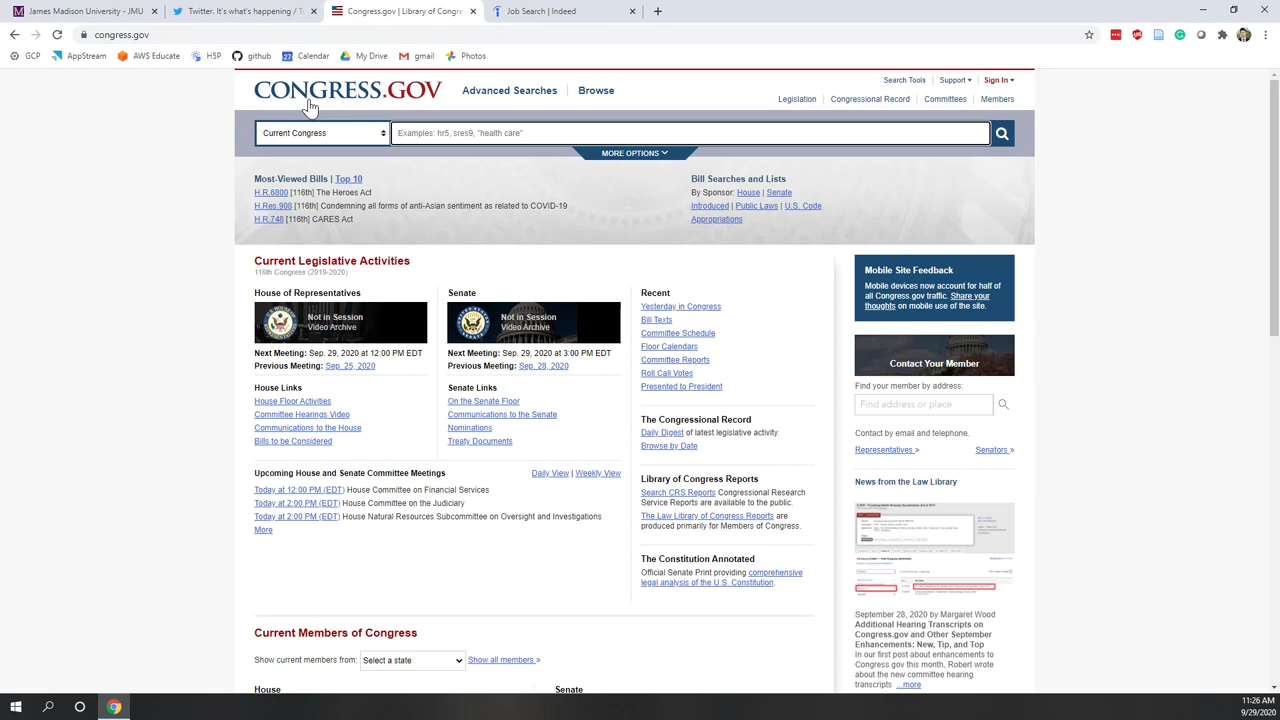 James Madison University - JMU
Twitter. It's what's happening / T
Congress.gov | Library of Congres
Job Search | Indeed
congress.gov
GCP
AppStream
AWS Educate
H5P
github
Calendar
My Drive
gmail
Photos
CONGRESS.GOV
Advanced Searches
Browse
Search Tools
Support
Sign In
Legislation
Congressional Record
Committees
Members
Current Congress
Examples: hr5, sres9, "health care"
MORE OPTIONS
Most-Viewed Bills | Top 10
H.R.6800 [116th] The Heroes Act
H.Res.908 [116th] Condemning all forms of anti-Asian sentiment as related to COVID-19
H.R.748 [116th] CARES Act
Bill Searches and Lists
By Sponsor: House | Senate
Introduced | Public Laws | U.S. Code
Appropriations
Current Legislative Activities
116th Congress (2019-2020)
House of Representatives
Not in Session
Video Archive
Next Meeting: Sep. 29, 2020 at 12:00 PM EDT
Previous Meeting: Sep. 25, 2020
House Links
House Floor Activities
Committee Hearings Video
Communications to the House
Bills to be Considered
Senate
Not in Session
Video Archive
Next Meeting: Sep. 29, 2020 at 3:00 PM EDT
Previous Meeting: Sep. 28, 2020
Senate Links
On the Senate Floor
Communications to the Senate
Nominations
Treaty Documents
Upcoming House and Senate Committee Meetings
Daily View | Weekly View
Today at 12:00 PM (EDT) House Committee on Financial Services
Today at 2:00 PM (EDT) House Committee on the Judiciary
Today at 2:00 PM (EDT) House Natural Resources Subcommittee on Oversight and Investigations
More
Recent
Yesterday in Congress
Bill Texts
Committee Schedule
Floor Calendars
Committee Reports
Roll Call Votes
Presented to President
The Congressional Record
Daily Digest of latest legislative activity.
Browse by Date
Library of Congress Reports
Search CRS Reports Congressional Research
Service Reports are available to the public.
The Law Library of Congress Reports are
produced primarily for Members of Congress.
The Constitution Annotated
Official Senate Print providing comprehensive
legal analysis of the U.S. Constitution.
Mobile Site Feedback
Mobile devices now account for half
of all Congress.gov traffic. Share your
thoughts on mobile use of the site.
Contact Your Member
Find your member by address:
Find address or place
Contact by email and telephone.
Representatives »
Senators »
News from the Law Library
September 28, 2020 by Margaret Wood
Additional Hearing Transcripts on
Congress.gov and Other September
Enhancements: New, Tip, and Top
In our first post about enhancements to
Congress.gov this month, Robert wrote
about the new committee hearing
transcripts ...more
Current Members of Congress
Show current members from:
Select a state
Show all members »
House
Senate
11:26 AM
9/29/2020